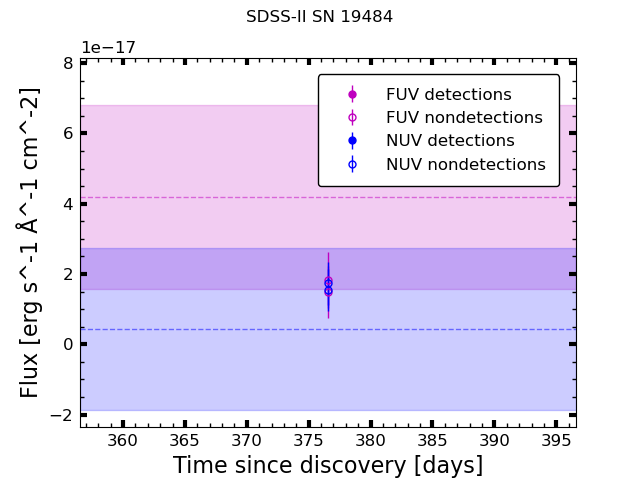 SDSS-II SN 19484
1e−17
8
6
4
2
0
−2
Flux [erg s^-1 Å^-1 cm^-2]
FUV detections
FUV nondetections
NUV detections
NUV nondetections
360 365 370 375 380 385 390 395
Time since discovery [days]